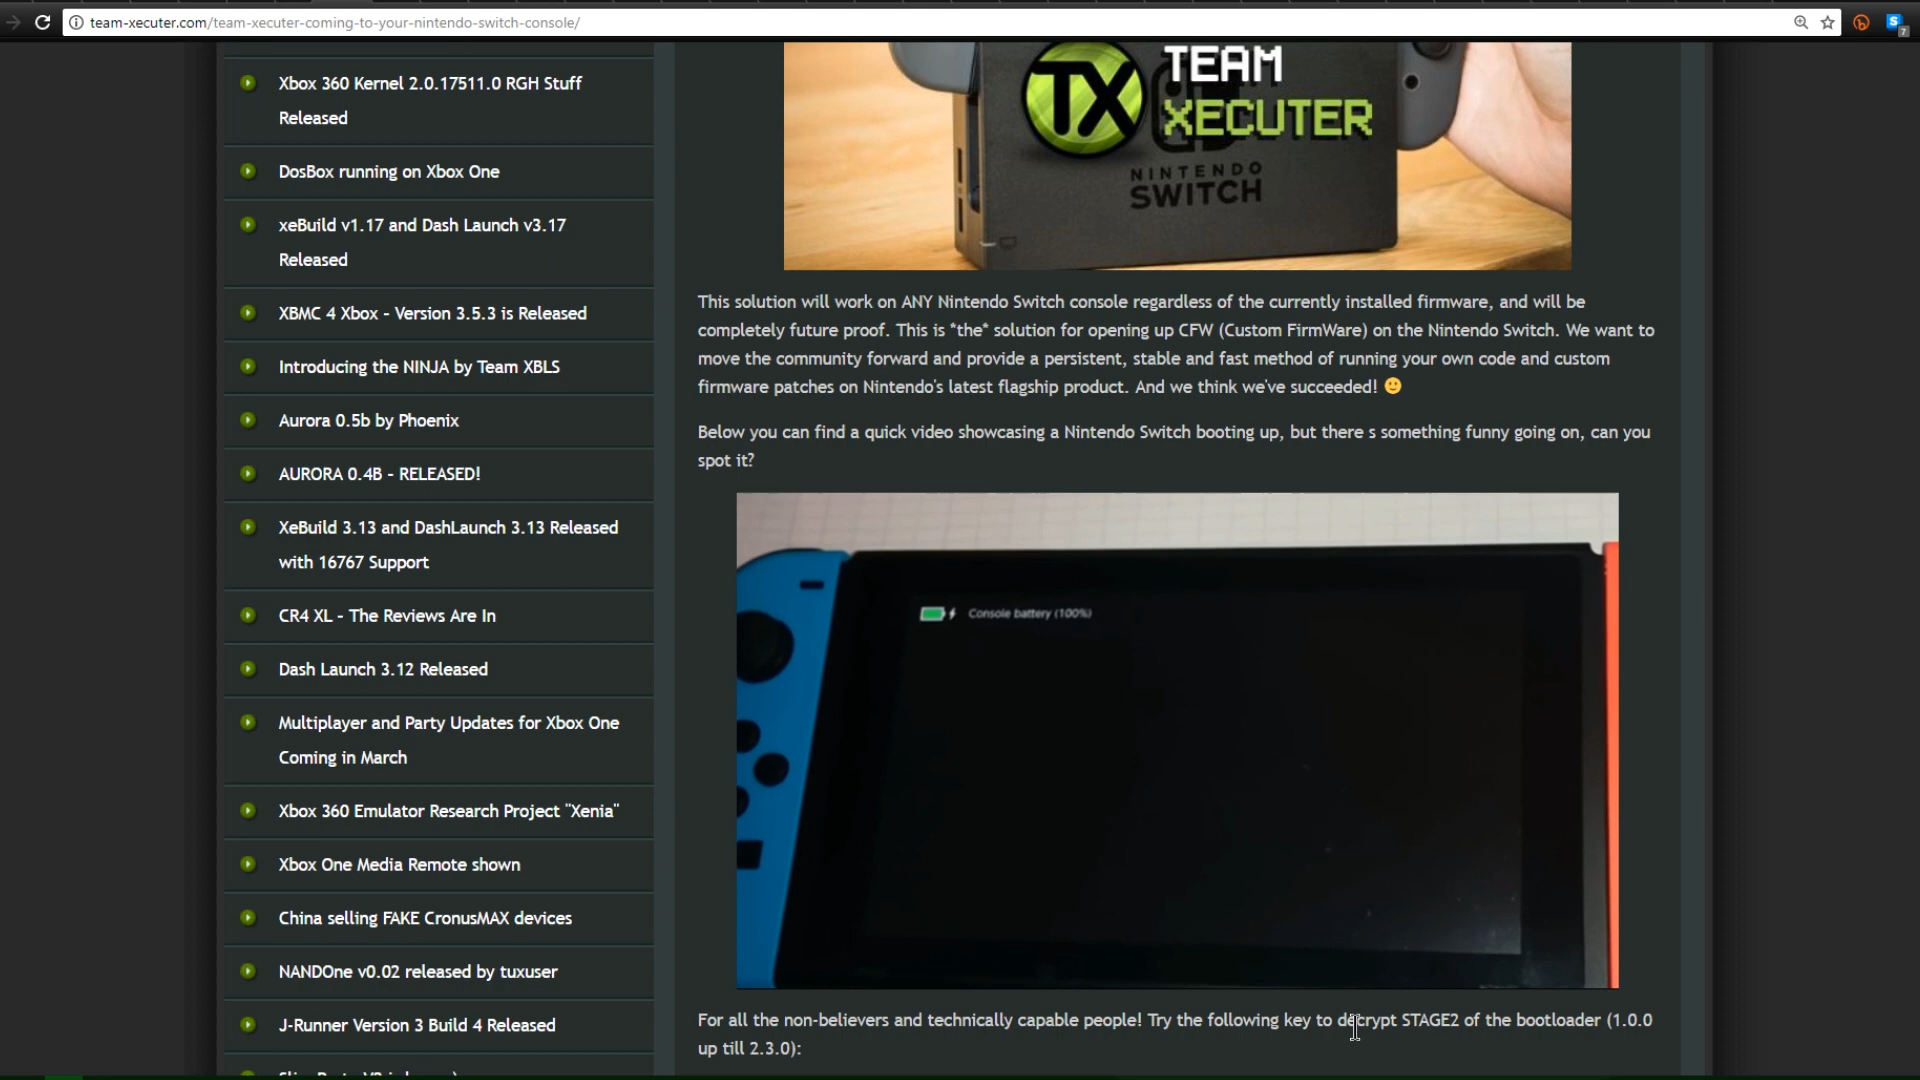 team-xecuter.com/team-xecuter-coming-to-your-nintendo-switch-console/
7
Xbox 360 Kernel 2.0.17511.0 RGH Stuff
Released
DosBox running on Xbox One
xeBuild v1.17 and Dash Launch v3.17
Released
XBMC 4 Xbox - Version 3.5.3 is Released
Introducing the NINJA by Team XBLS
Aurora 0.5b by Phoenix
AURORA 0.4B - RELEASED!
XeBuild 3.13 and DashLaunch 3.13 Released
with 16767 Support
CR4 XL - The Reviews Are In
Dash Launch 3.12 Released
Multiplayer and Party Updates for Xbox One
Coming in March
Xbox 360 Emulator Research Project "Xenia"
Xbox One Media Remote shown
China selling FAKE CronusMAX devices
NANDOne v0.02 released by tuxuser
J-Runner Version 3 Build 4 Released
TX
TEAM
XECUTER
NINTENDO
SWITCH
This solution will work on ANY Nintendo Switch console regardless of the currently installed firmware, and will be
completely future proof. This is *the* solution for opening up CFW (Custom FirmWare) on the Nintendo Switch. We want to
move the community forward and provide a persistent, stable and fast method of running your own code and custom
firmware patches on Nintendo's latest flagship product. And we think we've succeeded!
Below you can find a quick video showcasing a Nintendo Switch booting up, but there s something funny going on, can you
spot it?
Console battery (100%)
For all the non-believers and technically capable people! Try the following key to decrypt STAGE2 of the bootloader (1.0.0
up till 2.3.0):